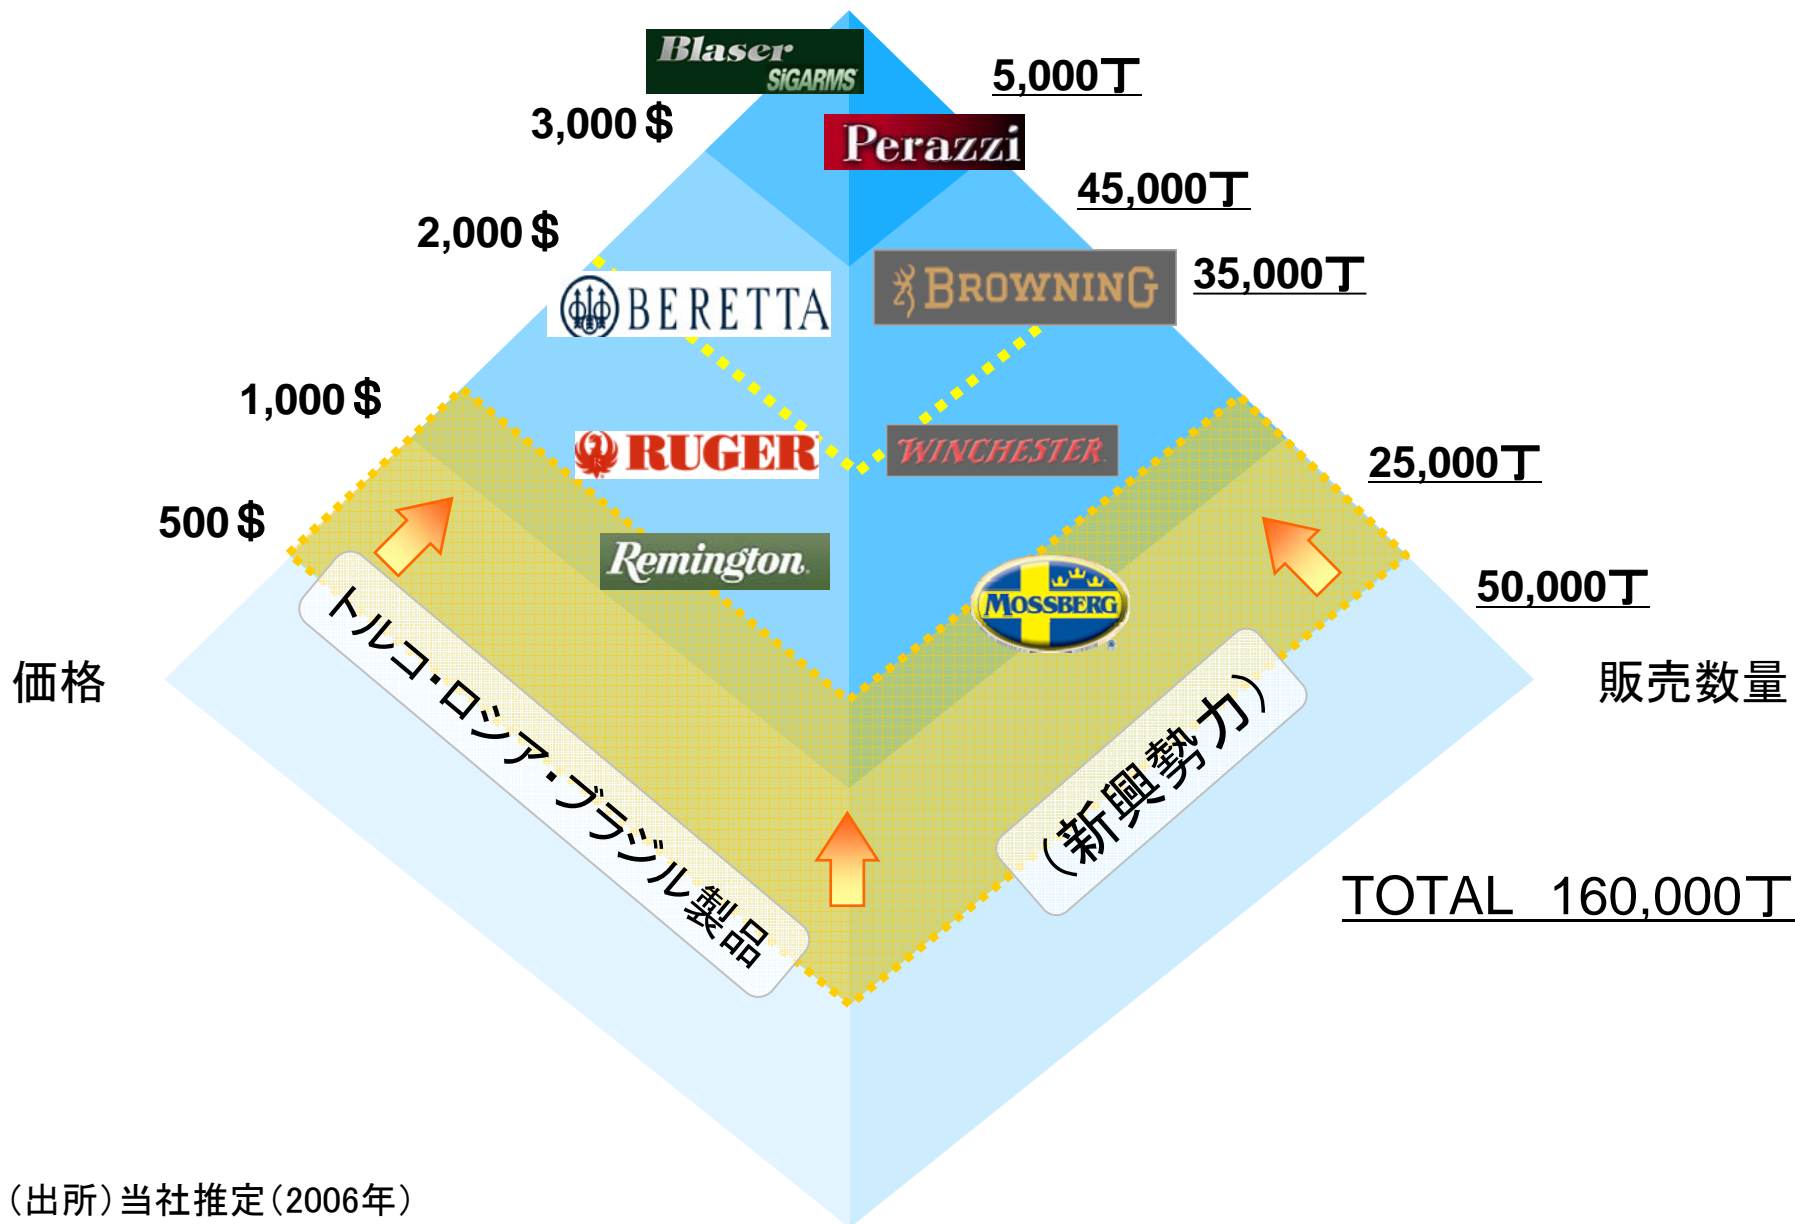 Blaser
SIGARMS
5,000丁
3,000＄
Perazzi
45,000丁
2,000＄
BERETTA
BROWNING
35,000丁
1,000＄
RUGER
WINCHESTER
25,000丁
500＄
Remington
MOSSBERG
50,000丁
価格
販売数量
トルコ・ロシア・ブラジル製品
（新興勢力）
TOTAL　160,000丁
（出所）当社推定（2006年）